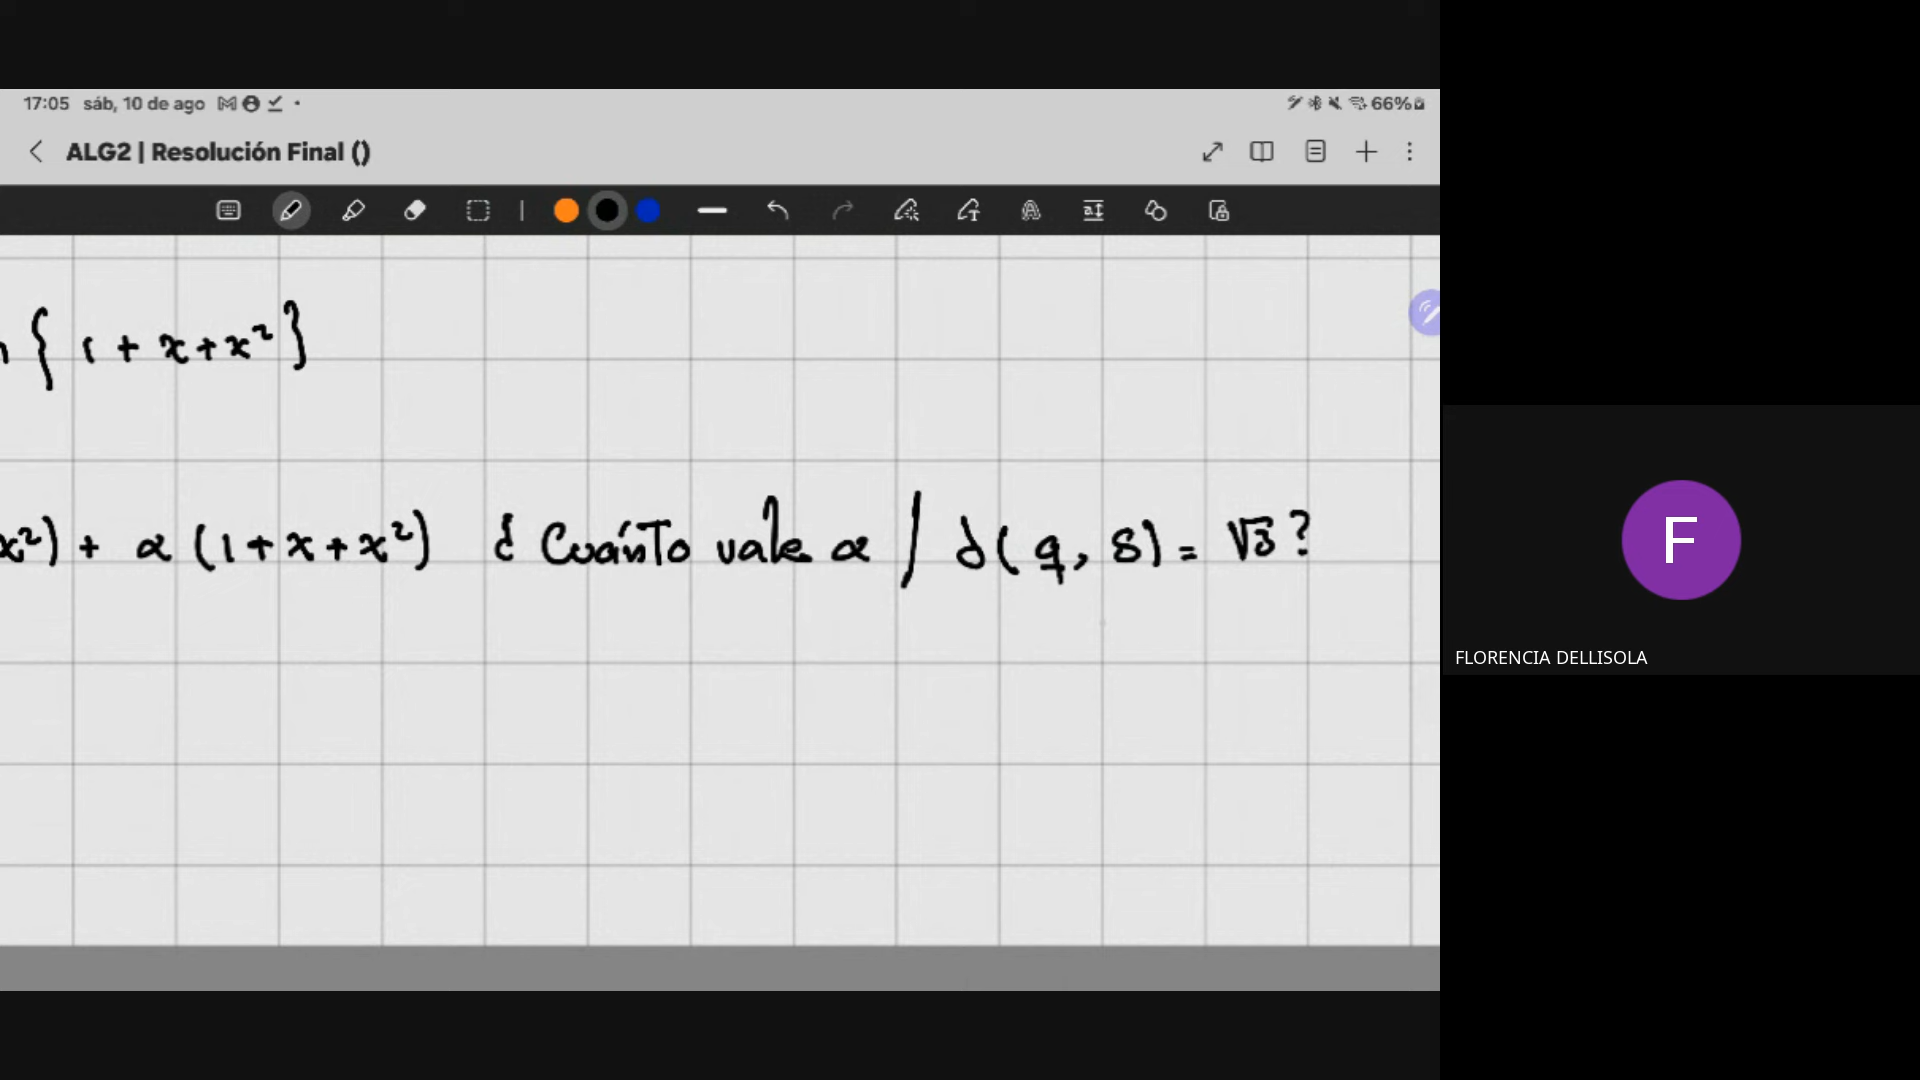 17:05 sáb, 10 de ago
66%
ALG2 | Resolución Final ()
{ 1 + x + x² }
x²) + α (1 + x + x²) ¿ Cuánto vale α / d(q, S) = √3 ?
F
FLORENCIA DELLISOLA